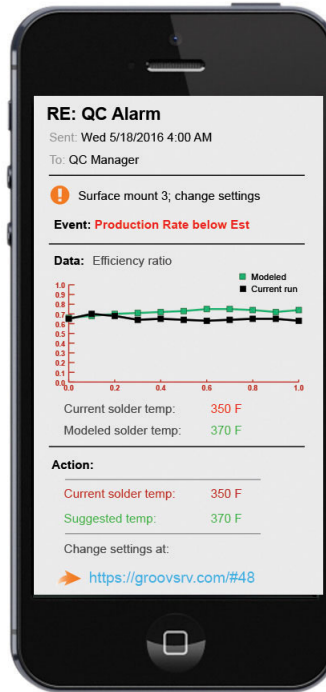 RE: QC Alarm
Sent: Wed 5/18/2016 4:00 AM
To: QC Manager
! Surface mount 3; change settings
Event: Production Rate below Est
Data: Efficiency ratio
Modeled
Current run
1.0
0.9
0.8
0.7
0.6
0.5
0.4
0.3
0.2
0.1
0.0
0.0 0.2 0.4 0.6 0.8 1.0
Current solder temp: 350 F
Modeled solder temp: 370 F
Action:
Current solder temp: 350 F
Suggested temp: 370 F
Change settings at:
https://groovsrv.com/#48